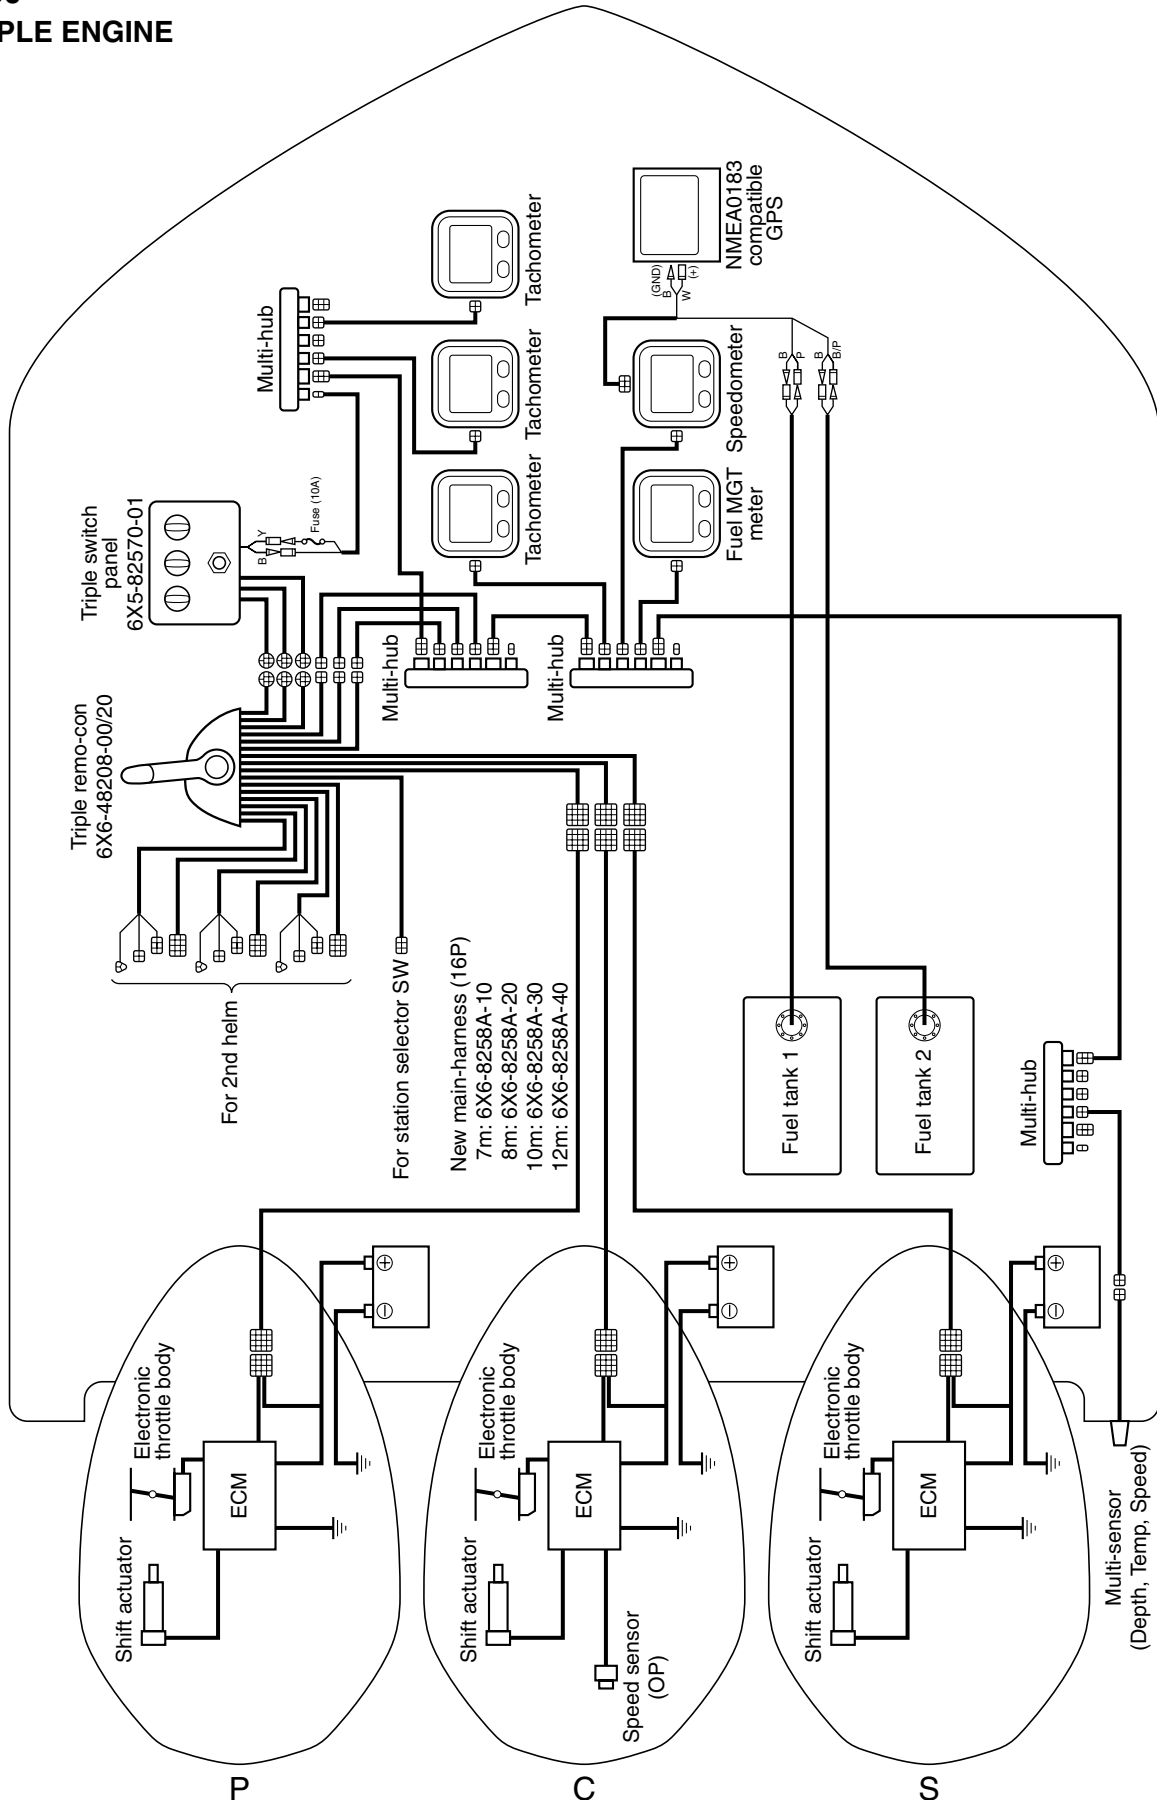 PLE ENGINE
Triple switch
panel
6X5-82570-01
B
Y
Fuse (10A)
Multi-hub
Tachometer
Tachometer
Tachometer
NMEA0183
compatible
GPS
(GND)
B
W
(+)
Speedometer
Fuel MGT
meter
B
P
B
B/P
Triple remo-con
6X6-48208-00/20
Multi-hub
Multi-hub
For 2nd helm
For station selector SW
New main-harness (16P)
7m: 6X6-8258A-10
8m: 6X6-8258A-20
10m: 6X6-8258A-30
12m: 6X6-8258A-40
Fuel tank 1
Fuel tank 2
Multi-hub
Electronic
throttle body
ECM
Shift actuator
+
−
P
Electronic
throttle body
ECM
Shift actuator
+
−
Speed sensor
(OP)
C
Electronic
throttle body
ECM
Shift actuator
+
−
S
Multi-sensor
(Depth, Temp, Speed)